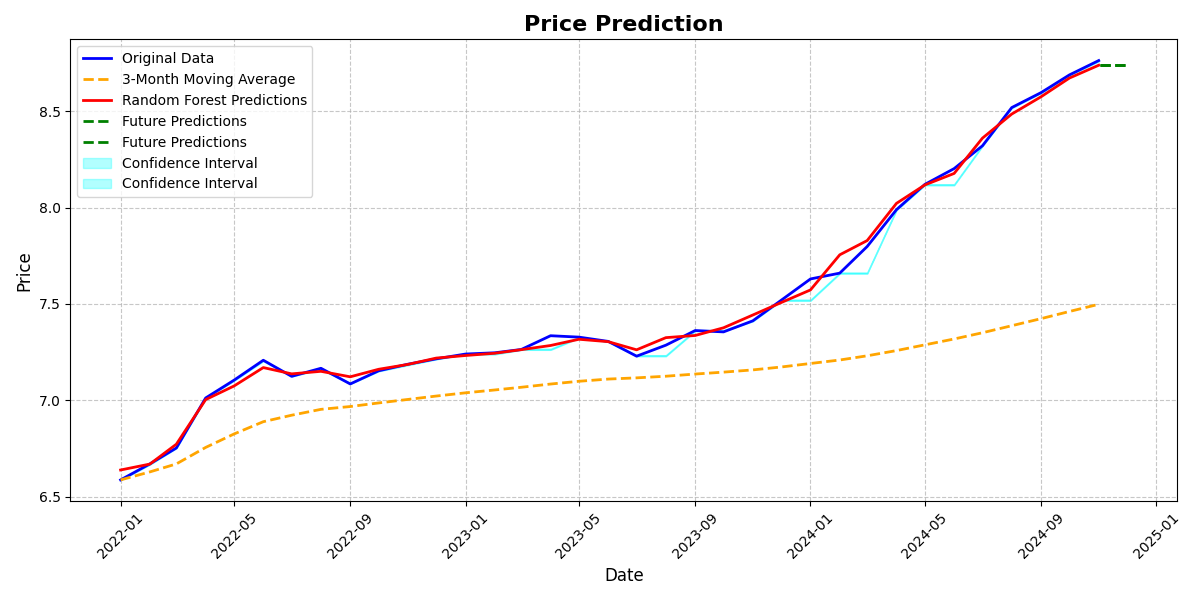 Price Prediction
Original Data
3-Month Moving Average
Random Forest Predictions
Future Predictions
Future Predictions
Confidence Interval
Confidence Interval
Price
8.5
8.0
7.5
7.0
6.5
2022-01
2022-05
2022-09
2023-01
2023-05
2023-09
2024-01
2024-05
2024-09
2025-01
Date